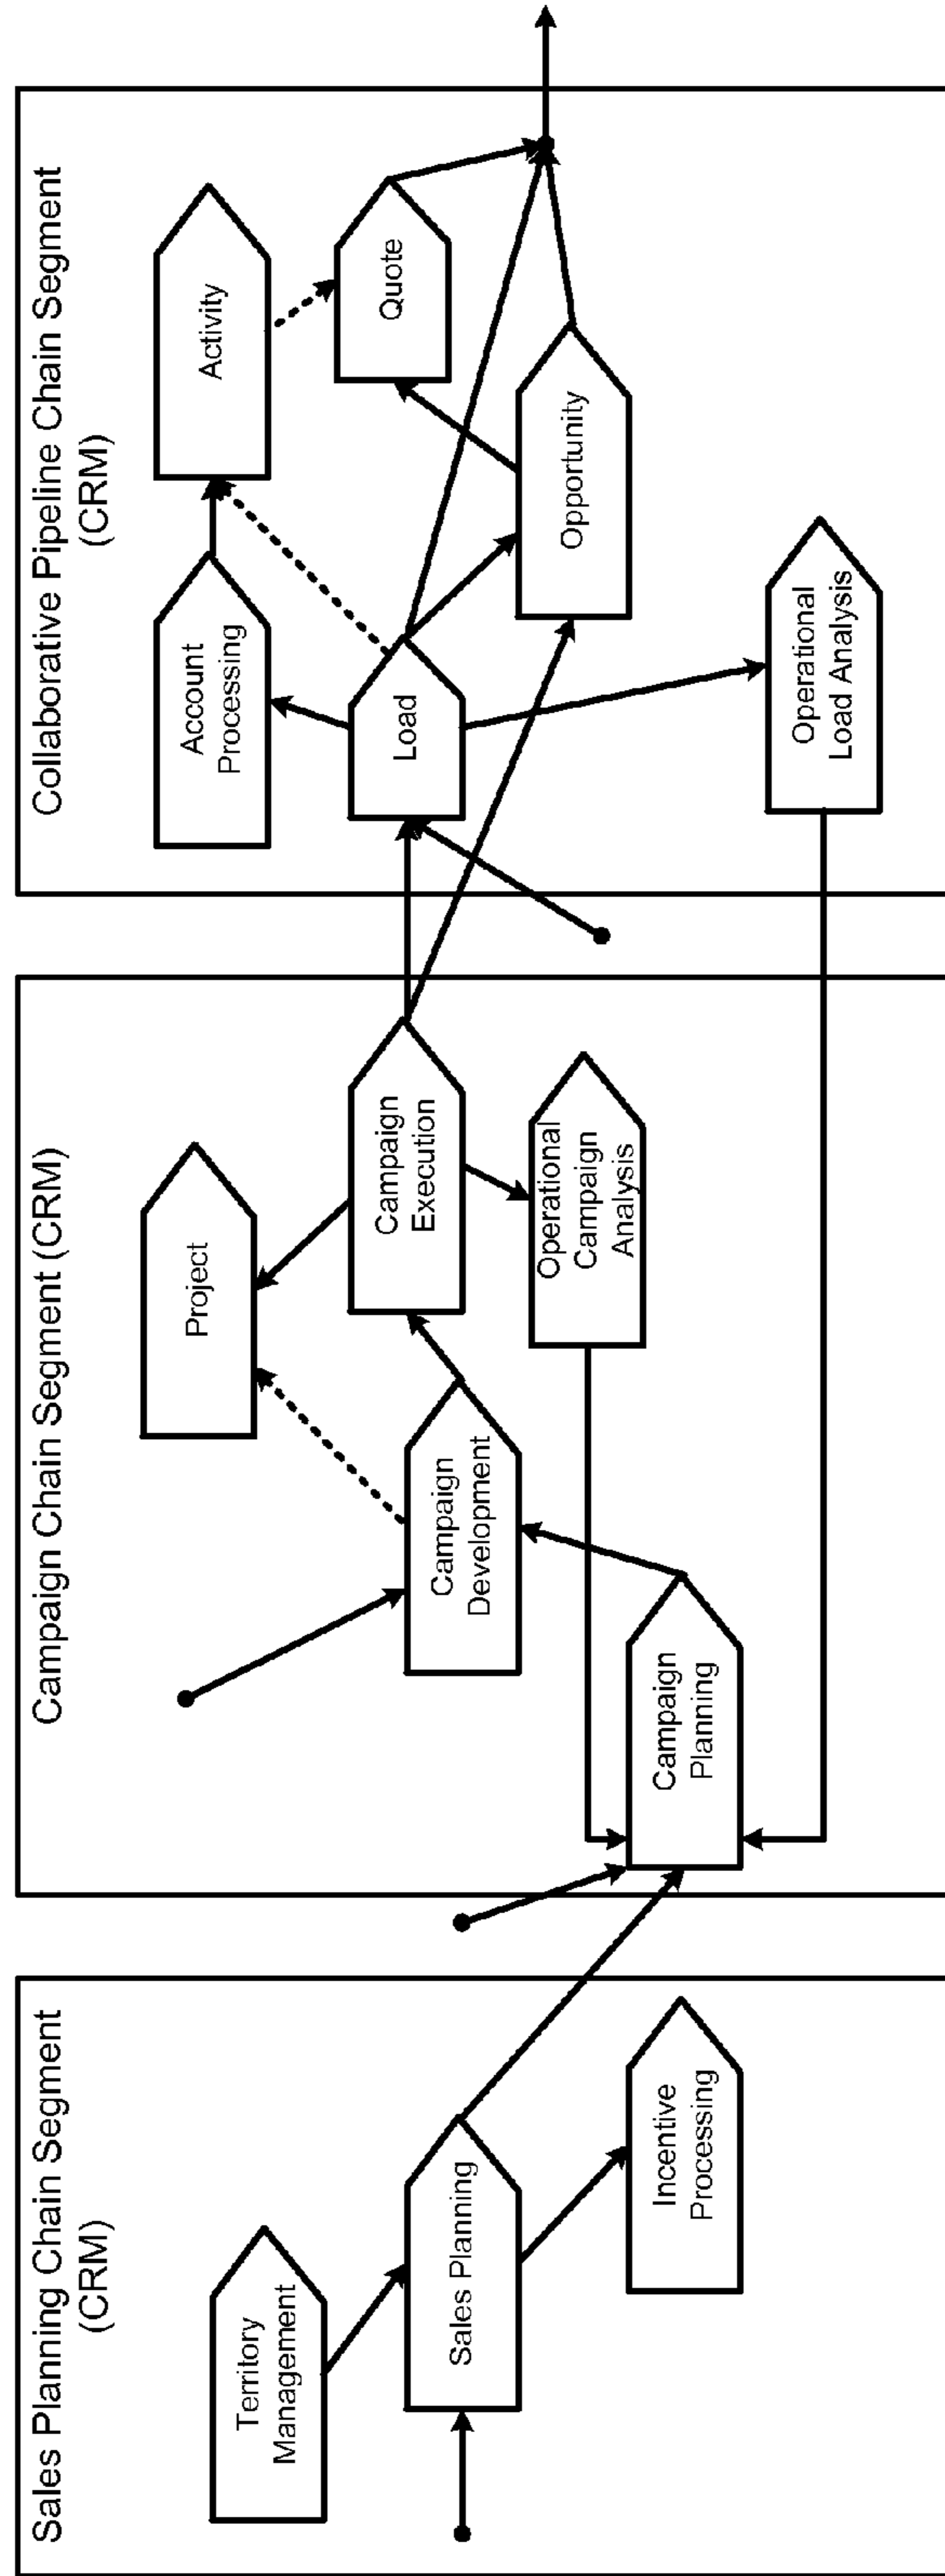 Sales Planning Chain Segment
(CRM)
Territory
Management
Sales Planning
Incentive
Processing
Campaign Chain Segment (CRM)
Project
Campaign
Development
Campaign
Execution
Operational
Campaign
Analysis
Campaign
Planning
Collaborative Pipeline Chain Segment
(CRM)
Account
Processing
Activity
Load
Quote
Opportunity
Operational
Load Analysis